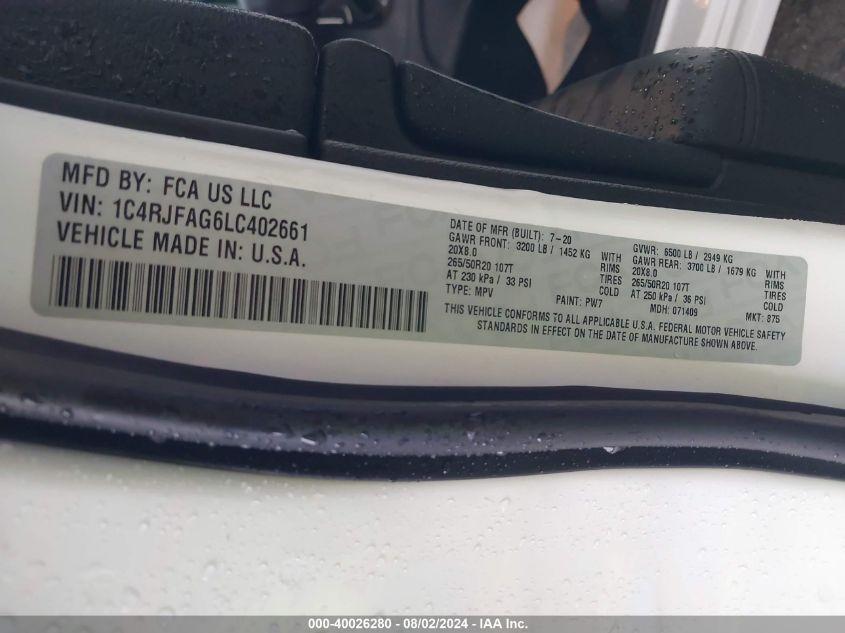 MFD BY: FCA US LLC
VIN: 1C4RJFAG6LC402661
VEHICLE MADE IN: U.S.A.
DATE OF MFR (BUILT): 7-20 GVWR: 6500 LB / 2949 KG
GAWR FRONT: 3200 LB / 1452 KG WITH GAWR REAR: 3700 LB / 1679 KG WITH
20X8.0 RIMS 20X8.0 RIMS
265/50R20 107T TIRES 265/50R20 107T TIRES
AT 230 kPa / 33 PSI COLD AT 250 kPa / 36 PSI COLD
TYPE: MPV PAINT: PW7 MDH: 071409 MKT: 875
THIS VEHICLE CONFORMS TO ALL APPLICABLE U.S.A. FEDERAL MOTOR VEHICLE SAFETY
STANDARDS IN EFFECT ON THE DATE OF MANUFACTURE SHOWN ABOVE.
000-40026280 - 08/02/2024 - IAA Inc.